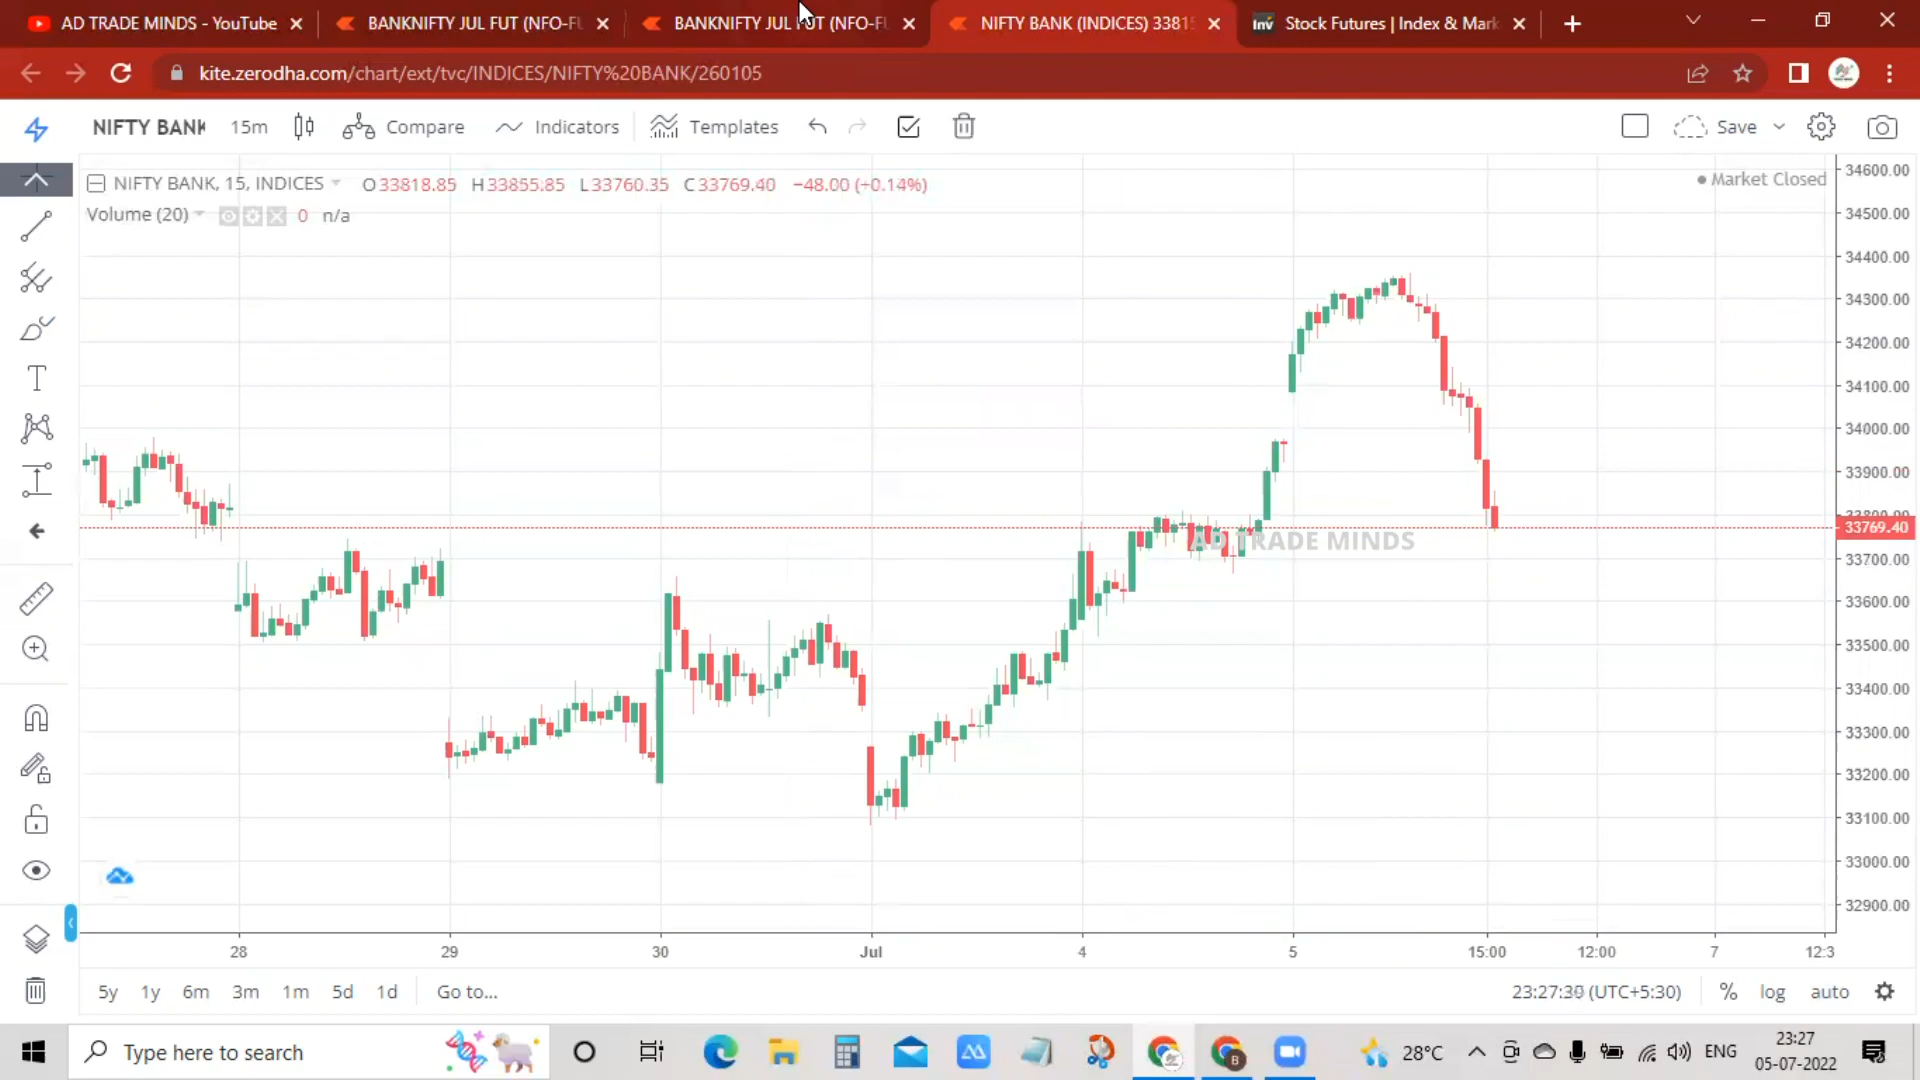 AD TRADE MINDS - YouTube
BANKNIFTY JUL FUT (NFO-FU
BANKNIFTY JUL FUT (NFO-FU
NIFTY BANK (INDICES) 33815
Stock Futures | Index & Mark
kite.zerodha.com/chart/ext/tvc/INDICES/NIFTY%20BANK/260105
NIFTY BANK 15m Compare Indicators Templates Save
NIFTY BANK, 15, INDICES O33818.85 H33855.85 L33760.35 C33769.40 −48.00 (+0.14%)
Market Closed
Volume (20) 0 n/a
34600.00
34500.00
34400.00
34300.00
34200.00
34100.00
34000.00
33900.00
33800.00
33769.40
33700.00
33600.00
33500.00
33400.00
33300.00
33200.00
33100.00
33000.00
32900.00
AD TRADE MINDS
28 29 30 Jul 4 5 15:00 12:00 7 12:3
5y 1y 6m 3m 1m 5d 1d Go to...
23:27:30 (UTC+5:30) % log auto
Type here to search
28°C ENG
23:27
05-07-2022